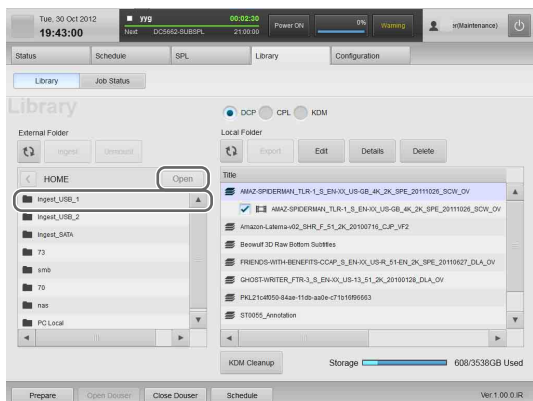 Tue, 30 Oct 2012
19:43:00
yyg 00:02:30
Next DC5662-SUBSPL 21:00:00
Power ON
0%
Warning
er(Maintenance)
Status Schedule SPL Library Configuration
Library Job Status
Library
DCP CPL KDM
External Folder
Local Folder
Ingest Unmount
Export Edit Details Delete
HOME Open
Title
Ingest_USB_1
Ingest_USB_2
Ingest_SATA
73
smb
70
nas
PC Local
AMAZ-SPIDERMAN_TLR-1_S_EN-XX_US-GB_4K_2K_SPE_20111026_SCW_OV
AMAZ-SPIDERMAN_TLR-1_S_EN-XX_US-GB_4K_2K_SPE_20111026_SCW_OV
Amazon-Laterna-v02_SHR_F_51_2K_20100716_CJP_VF2
Beowulf 3D Raw Bottom Subtitles
FRIENDS-WITH-BENEFITS-CCAP_S_EN-XX_US-R_51-EN_2K_SPE_20110627_DLA_OV
GHOST-WRITER_FTR-3_S_EN-XX_US-13_51_2K_20100128_DLA_OV
PKL21c4f050-84ae-11db-aa0e-c71b16f96663
ST0055_Annotation
KDM Cleanup
Storage 608/3538GB Used
Prepare Open Douser Close Douser Schedule
Ver.1.00.0.IR